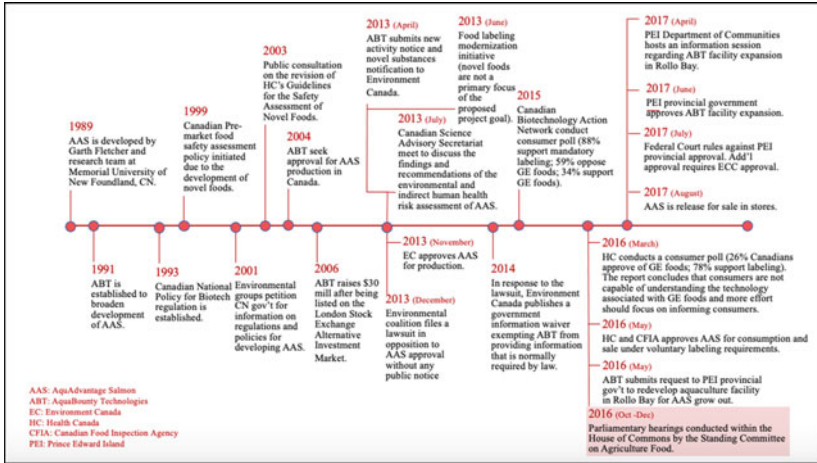 1989
AAS is developed by
Garth Fletcher and
research team at
Memorial University of
New Foundland, CN.
1991
ABT is
established to
broaden
development
of AAS.
1993
Canadian National
Policy for Biotech
regulation is
established.
1999
Canadian Pre-
market food
safety assessment
policy initiated
due to the
development of
novel foods.
2001
Environmental
groups petition
CN gov't for
information on
regulations and
policies for
developing AAS.
2003
Public consultation
on the revision of
HC's Guidelines
for the Safety
Assessment of
Novel Foods.
2004
ABT seek
approval for AAS
production in
Canada.
2006
ABT raises $30
mill after being
listed on the
London Stock
Exchange
Alternative
Investment
Market.
2013 (April)
ABT submits new
activity notice and
novel substances
notification to
Environment
Canada.
2013 (June)
Food labeling
modernization
initiative
(novel foods
are not a
primary focus
of the
proposed
project goal).
2013 (July)
Canadian Science
Advisory Secretariat
meet to discuss the
findings and
recommendations of the
environmental and
indirect human health
risk assessment of AAS.
2013 (November)
EC approves AAS
for production.
2013 (December)
Environmental
coalition files a
lawsuit in
opposition to
AAS approval
without any
public notice
2014
In response to the
lawsuit, Environment
Canada publishes a
government
information waiver
exempting ABT from
providing information
that is normally
required by law.
2015
Canadian
Biotechnology Action
Network conduct
consumer poll (88%
support mandatory
labeling; 59% oppose
GE foods; 34% support
GE foods).
2016 (March)
HC conducts a consumer poll (26% Canadians
approve of GE foods; 78% support labeling).
The report concludes that consumers are not
capable of understanding the technology
associated with GE foods and more effort
should focus on informing consumers.
2016 (May)
HC and CFIA approves AAS for consumption and
sale under voluntary labeling requirements.
2016 (May)
ABT submits request to PEI provincial
gov't to redevelop aquaculture facility
in Rollo Bay for AAS grow out.
2016 (Oct -Dec)
Parliamentary hearings conducted within the
House of Commons by the Standing Committee
on Agriculture Food.
2017 (April)
PEI Department of Communities
hosts an information session
regarding ABT facility expansion
in Rollo Bay.
2017 (June)
PEI provincial government
approves ABT facility expansion.
2017 (July)
Federal Court rules against PEI
provincial approval. Add'l
approval requires ECC approval.
2017 (August)
AAS is release for sale in stores.
AAS: AquAdvantage Salmon
ABT: AquaBounty Technologies
EC: Environment Canada
HC: Health Canada
CFIA: Canadian Food Inspection Agency
PEI: Prince Edward Island